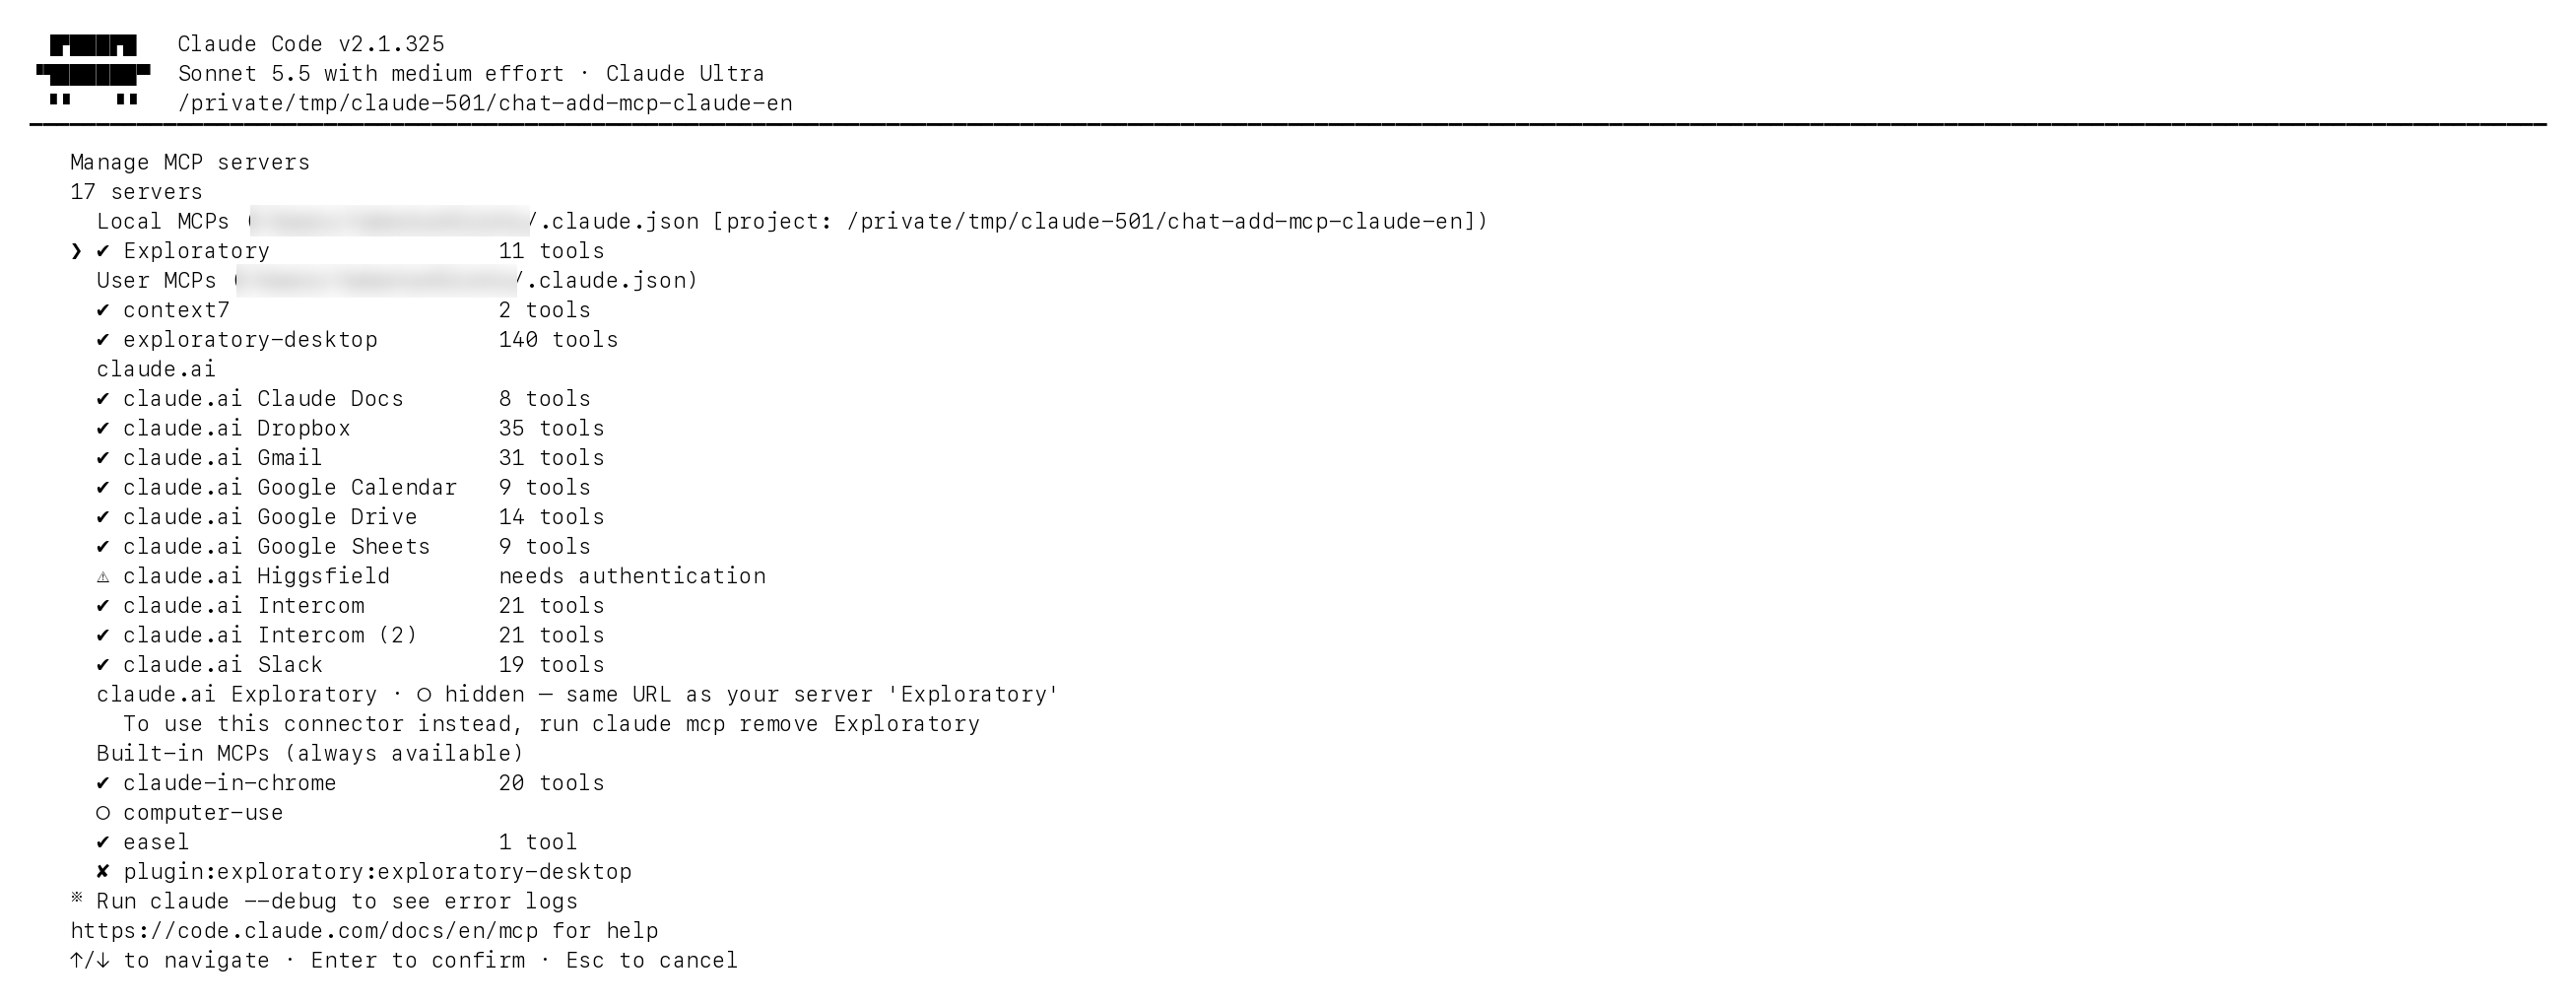 Claude Code v2.1.325
Sonnet 5.5 with medium effort · Claude Ultra
/private/tmp/claude-501/chat-add-mcp-claude-en
Manage MCP servers
17 servers
Local MCPs (/.claude.json [project: /private/tmp/claude-501/chat-add-mcp-claude-en])
❯ ✔ Exploratory 11 tools
User MCPs (/.claude.json)
✔ context7 2 tools
✔ exploratory-desktop 140 tools
claude.ai
✔ claude.ai Claude Docs 8 tools
✔ claude.ai Dropbox 35 tools
✔ claude.ai Gmail 31 tools
✔ claude.ai Google Calendar 9 tools
✔ claude.ai Google Drive 14 tools
✔ claude.ai Google Sheets 9 tools
⚠ claude.ai Higgsfield needs authentication
✔ claude.ai Intercom 21 tools
✔ claude.ai Intercom (2) 21 tools
✔ claude.ai Slack 19 tools
claude.ai Exploratory · ○ hidden — same URL as your server 'Exploratory'
To use this connector instead, run claude mcp remove Exploratory
Built-in MCPs (always available)
✔ claude-in-chrome 20 tools
○ computer-use
✔ easel 1 tool
✘ plugin:exploratory:exploratory-desktop
※ Run claude --debug to see error logs
https://code.claude.com/docs/en/mcp for help
↑/↓ to navigate · Enter to confirm · Esc to cancel